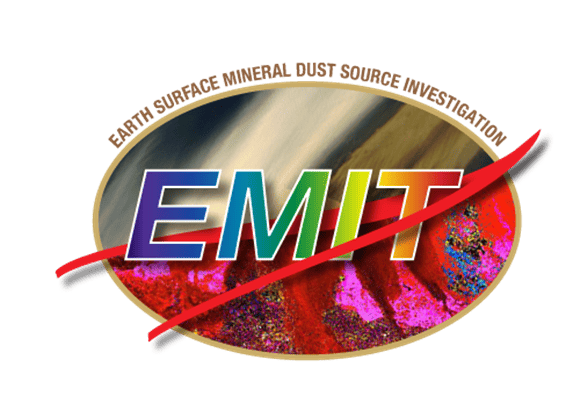 EARTH SURFACE MINERAL DUST SOURCE INVESTIGATION
EMIT